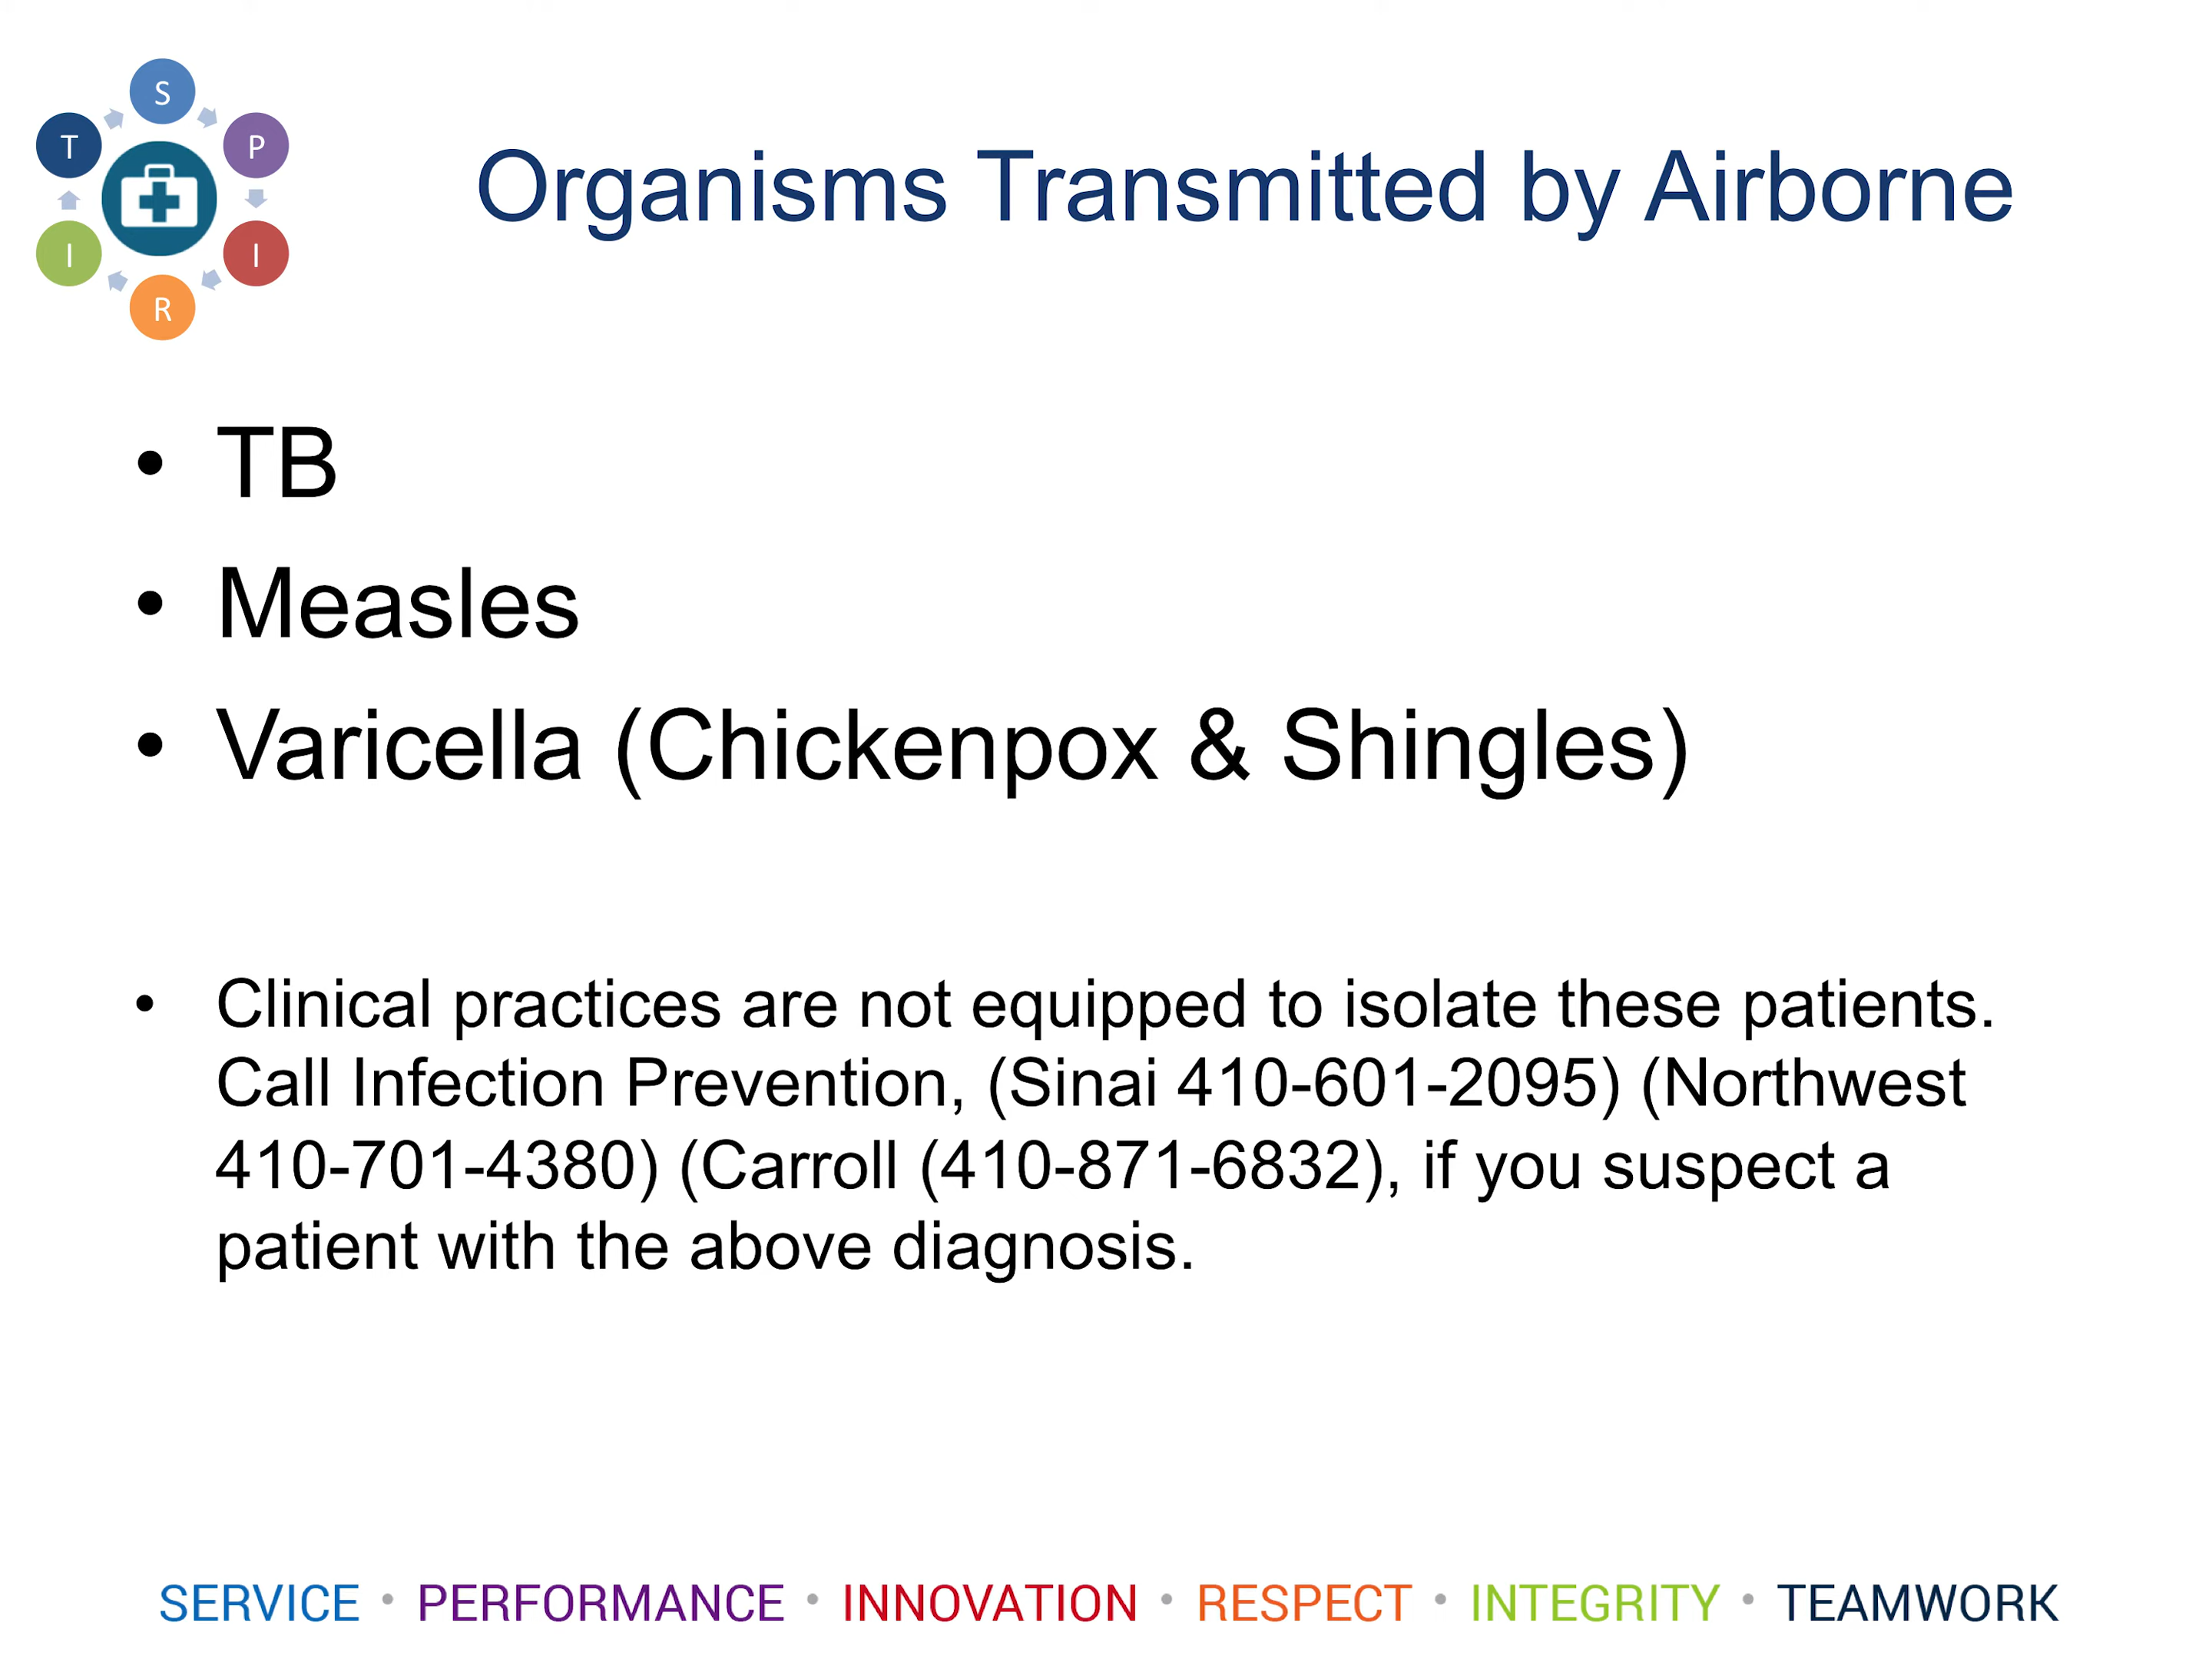 S
P
I
R
I
T
Organisms Transmitted by Airborne
• TB
• Measles
• Varicella (Chickenpox & Shingles)
• Clinical practices are not equipped to isolate these patients.
Call Infection Prevention, (Sinai 410-601-2095) (Northwest
410-701-4380) (Carroll (410-871-6832), if you suspect a
patient with the above diagnosis.
SERVICE • PERFORMANCE • INNOVATION • RESPECT • INTEGRITY • TEAMWORK